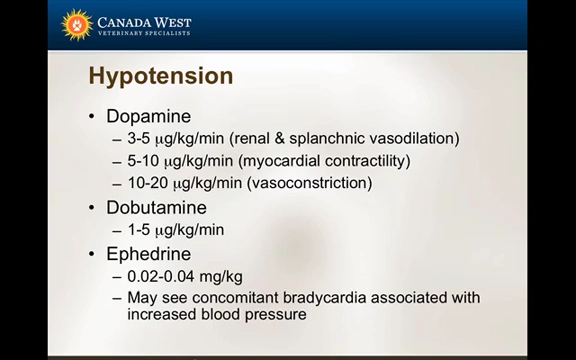 CANADA WEST
VETERINARY SPECIALISTS
Hypotension
• Dopamine
– 3-5 μg/kg/min (renal & splanchnic vasodilation)
– 5-10 μg/kg/min (myocardial contractility)
– 10-20 μg/kg/min (vasoconstriction)
• Dobutamine
– 1-5 μg/kg/min
• Ephedrine
– 0.02-0.04 mg/kg
– May see concomitant bradycardia associated with
increased blood pressure